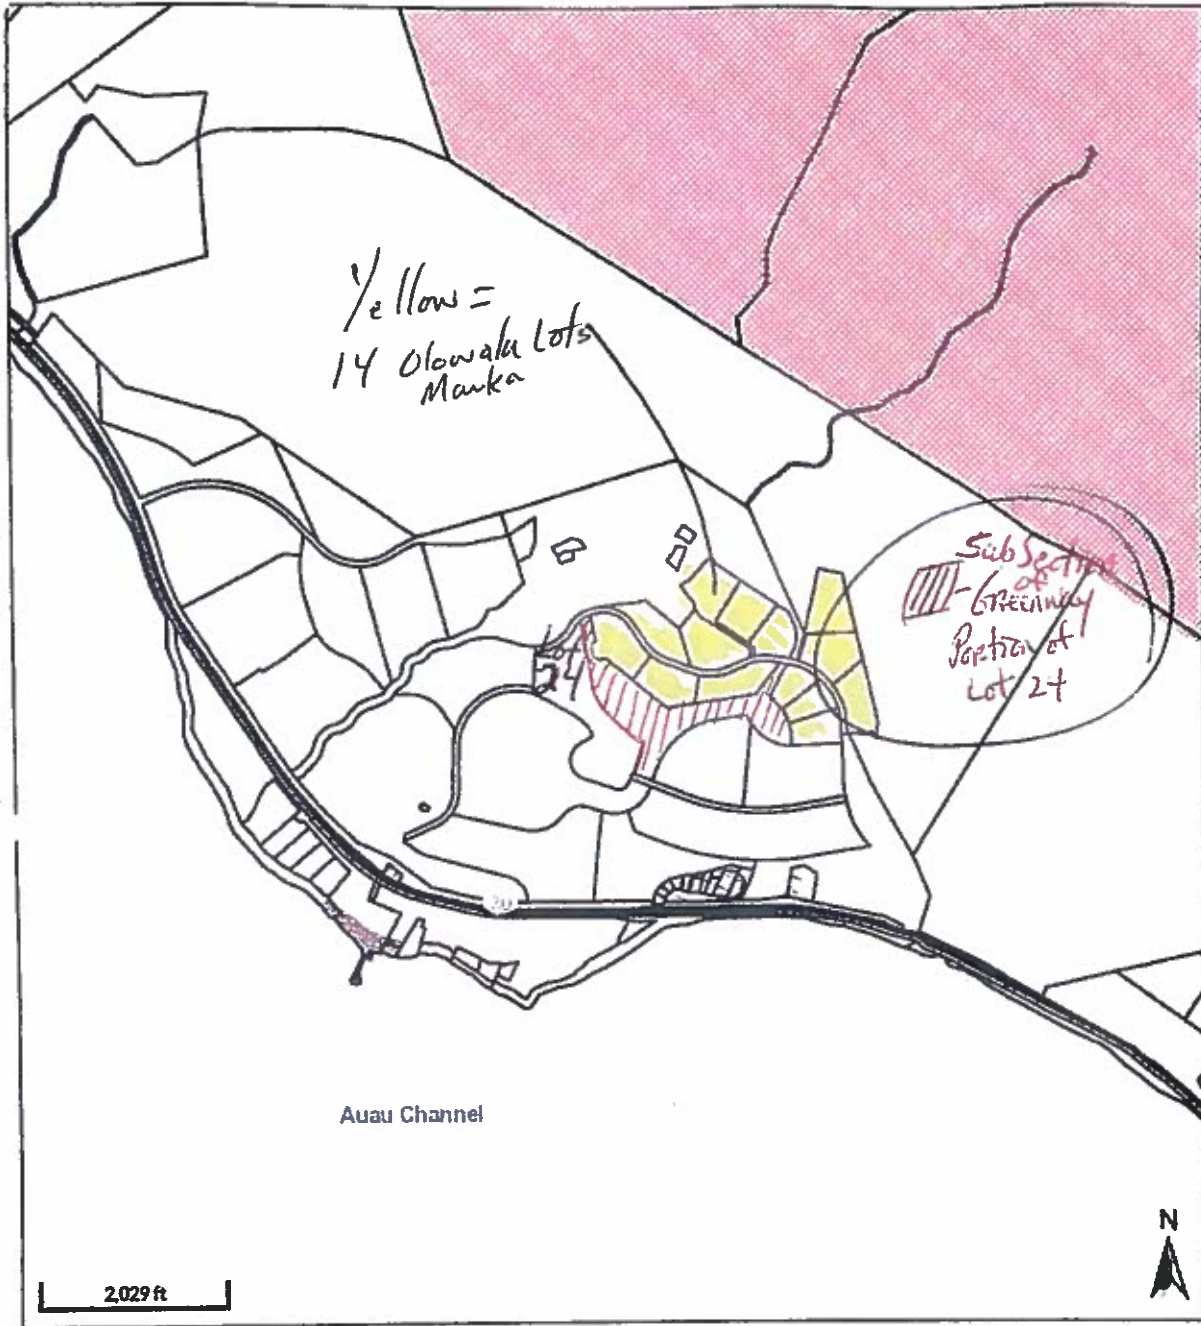 Yellow =
14 Olowalu Lots
Mauka
Sub Section
of
- Greenway
Portion of
Lot 24
Lot
24
30
Auau Channel
N
2,029 ft